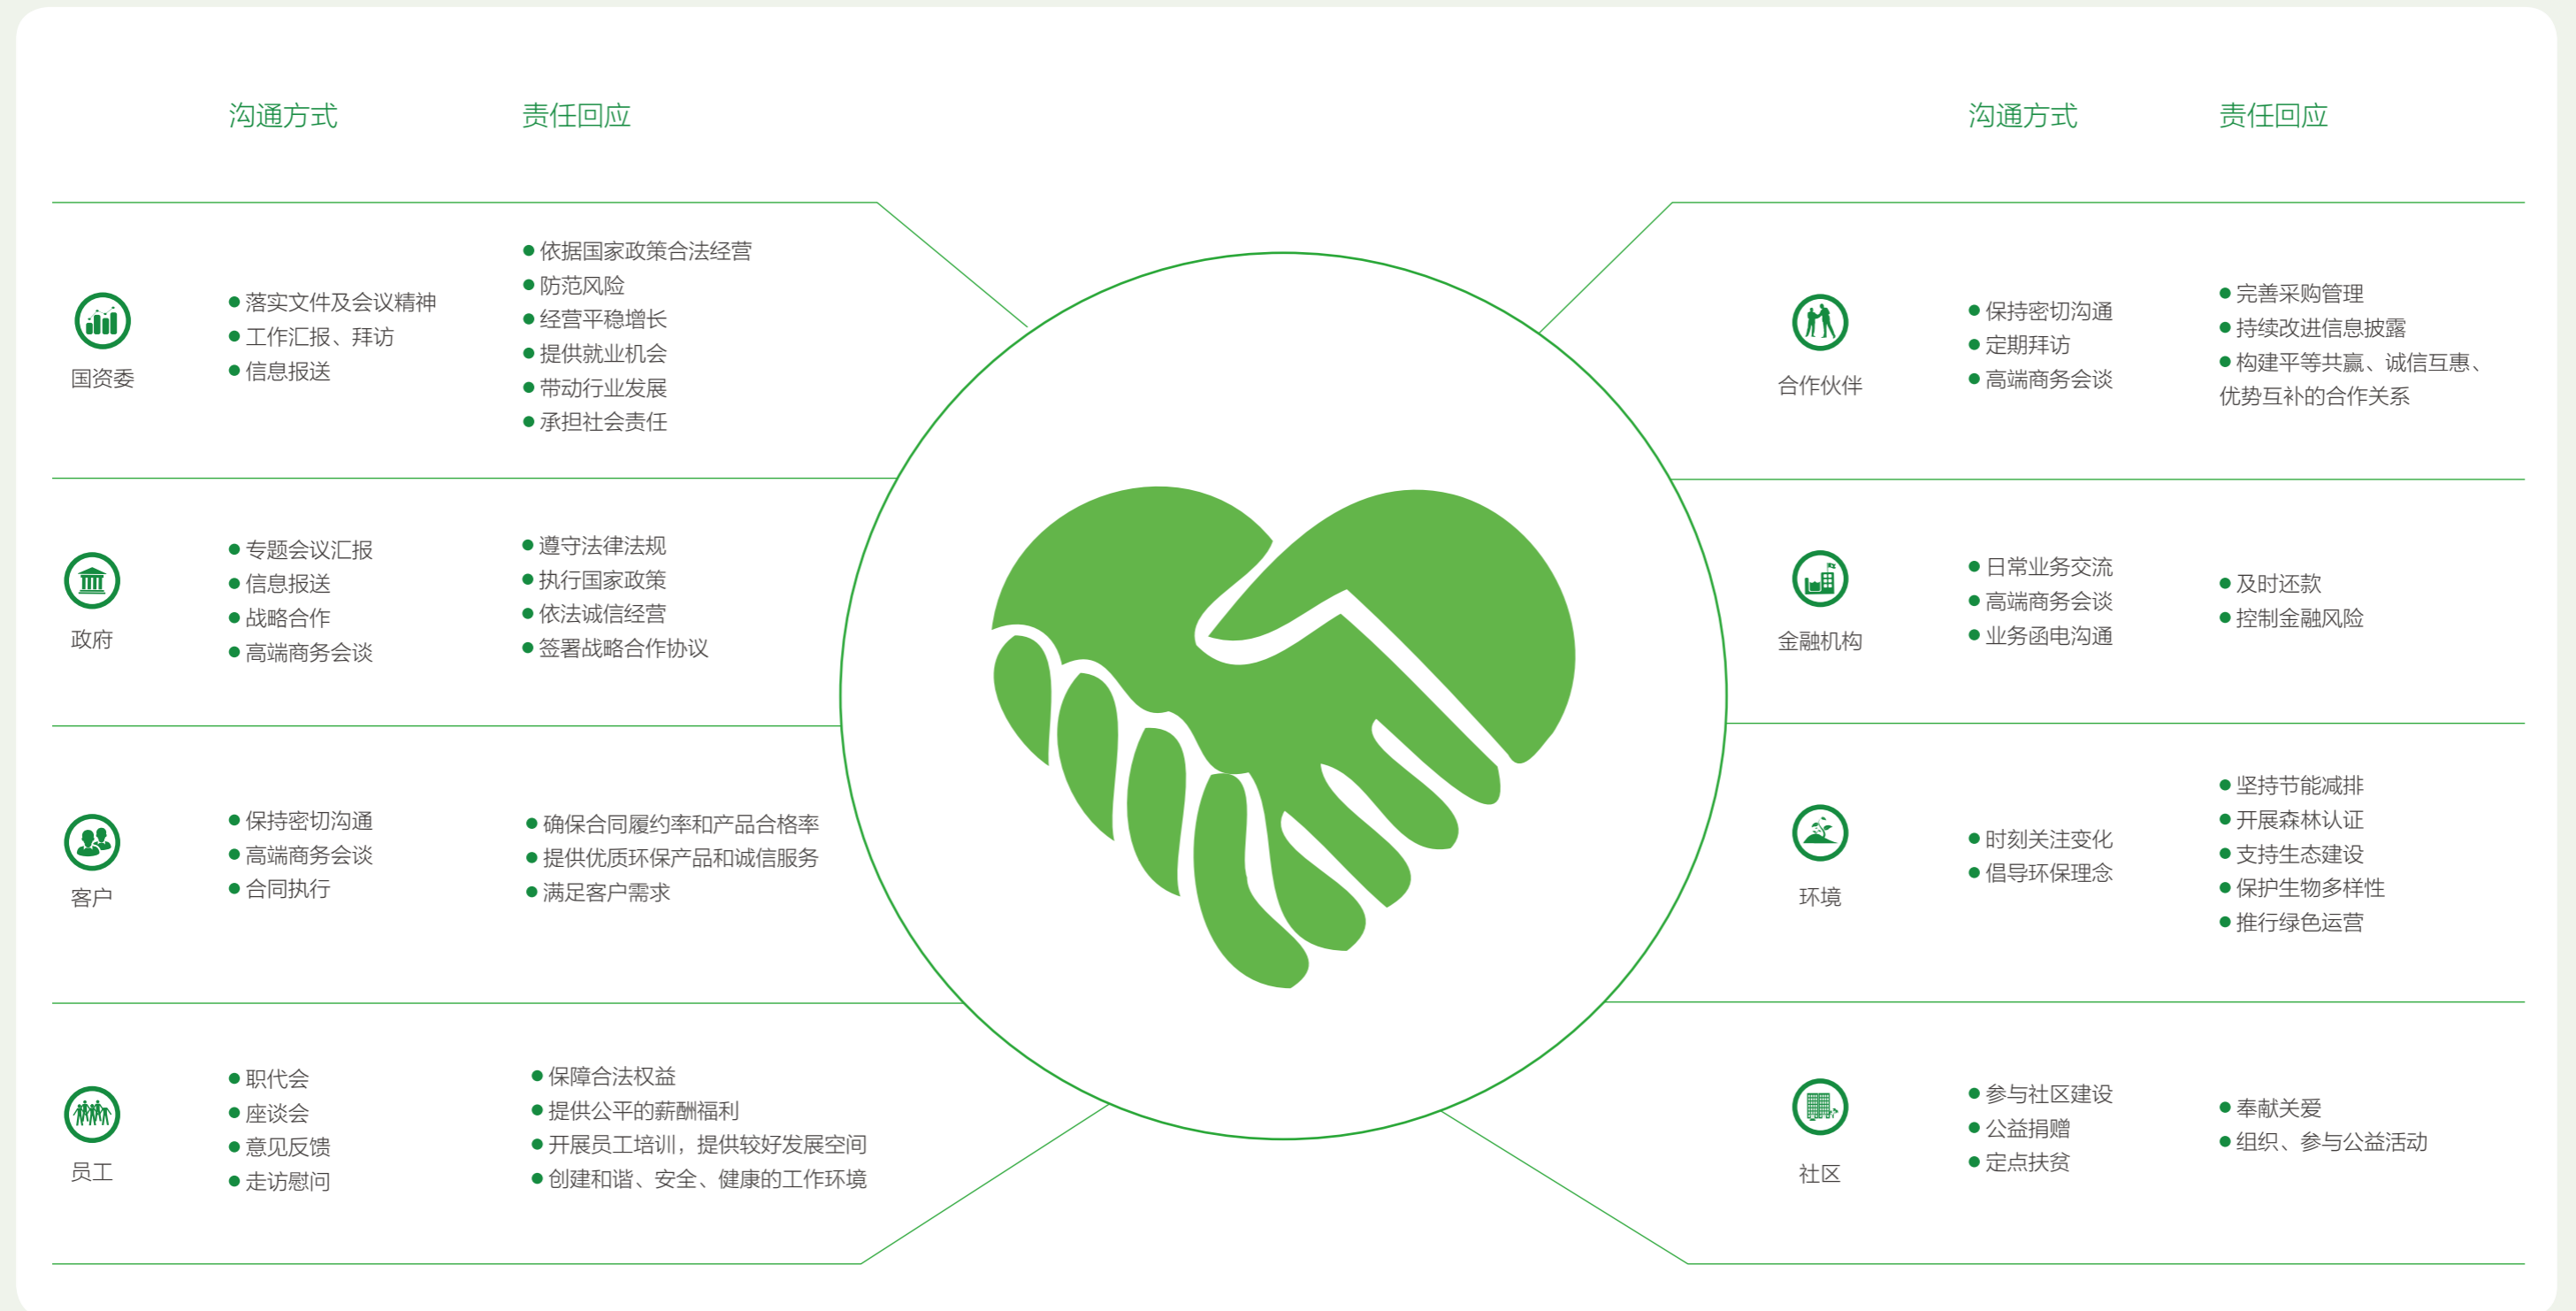 沟通方式
责任回应
国资委
●落实文件及会议精神
●工作汇报、拜访
●信息报送
●依据国家政策合法经营
●防范风险
●经营平稳增长
●提供就业机会
●带动行业发展
●承担社会责任
政府
●专题会议汇报
●信息报送
●战略合作
●高端商务会谈
●遵守法律法规
●执行国家政策
●依法诚信经营
●签署战略合作协议
客户
●保持密切沟通
●高端商务会谈
●合同执行
●确保合同履约率和产品合格率
●提供优质环保产品和诚信服务
●满足客户需求
员工
●职代会
●座谈会
●意见反馈
●走访慰问
●保障合法权益
●提供公平的薪酬福利
●开展员工培训，提供较好发展空间
●创建和谐、安全、健康的工作环境
沟通方式
责任回应
合作伙伴
●保持密切沟通
●定期拜访
●高端商务会谈
●完善采购管理
●持续改进信息披露
●构建平等共赢、诚信互惠、
优势互补的合作关系
金融机构
●日常业务交流
●高端商务会谈
●业务函电沟通
●及时还款
●控制金融风险
环境
●时刻关注变化
●倡导环保理念
●坚持节能减排
●开展森林认证
●支持生态建设
●保护生物多样性
●推行绿色运营
社区
●参与社区建设
●公益捐赠
●定点扶贫
●奉献关爱
●组织、参与公益活动